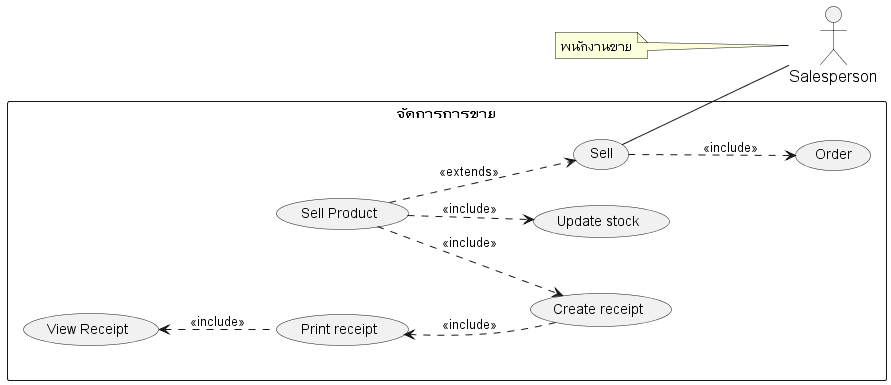 พนักงานขาย
Salesperson
จัดการการขาย
Sell
«include»
Order
«extends»
Sell Product
«include»
Update stock
«include»
Create receipt
View Receipt
«include»
Print receipt
«include»